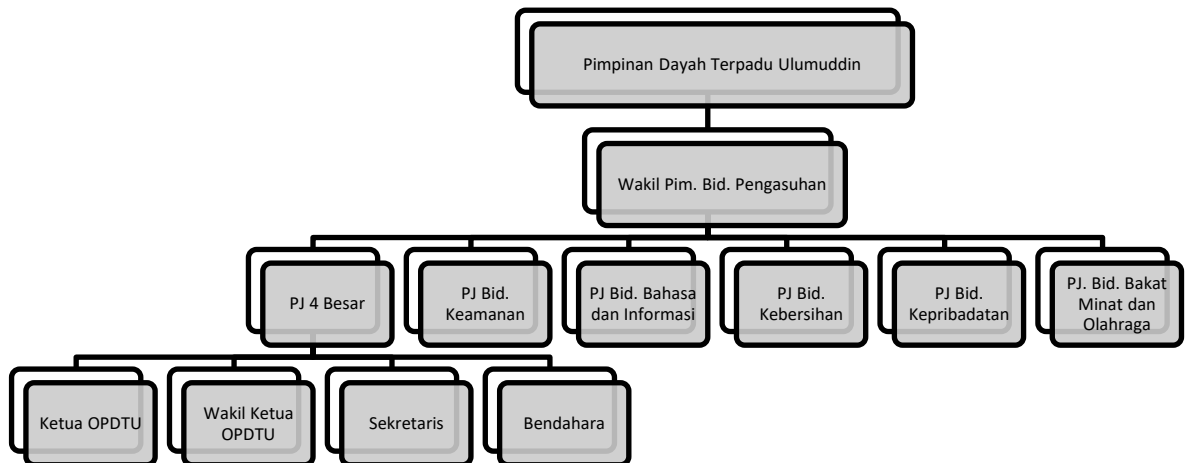 Pimpinan Dayah Terpadu Ulumuddin
Wakil Pim. Bid. Pengasuhan
PJ 4 Besar
PJ Bid.
Keamanan
PJ Bid. Bahasa
dan Informasi
PJ Bid.
Kebersihan
PJ Bid.
Kepribadatan
PJ. Bid. Bakat
Minat dan
Olahraga
Ketua OPDTU
Wakil Ketua
OPDTU
Sekretaris
Bendahara